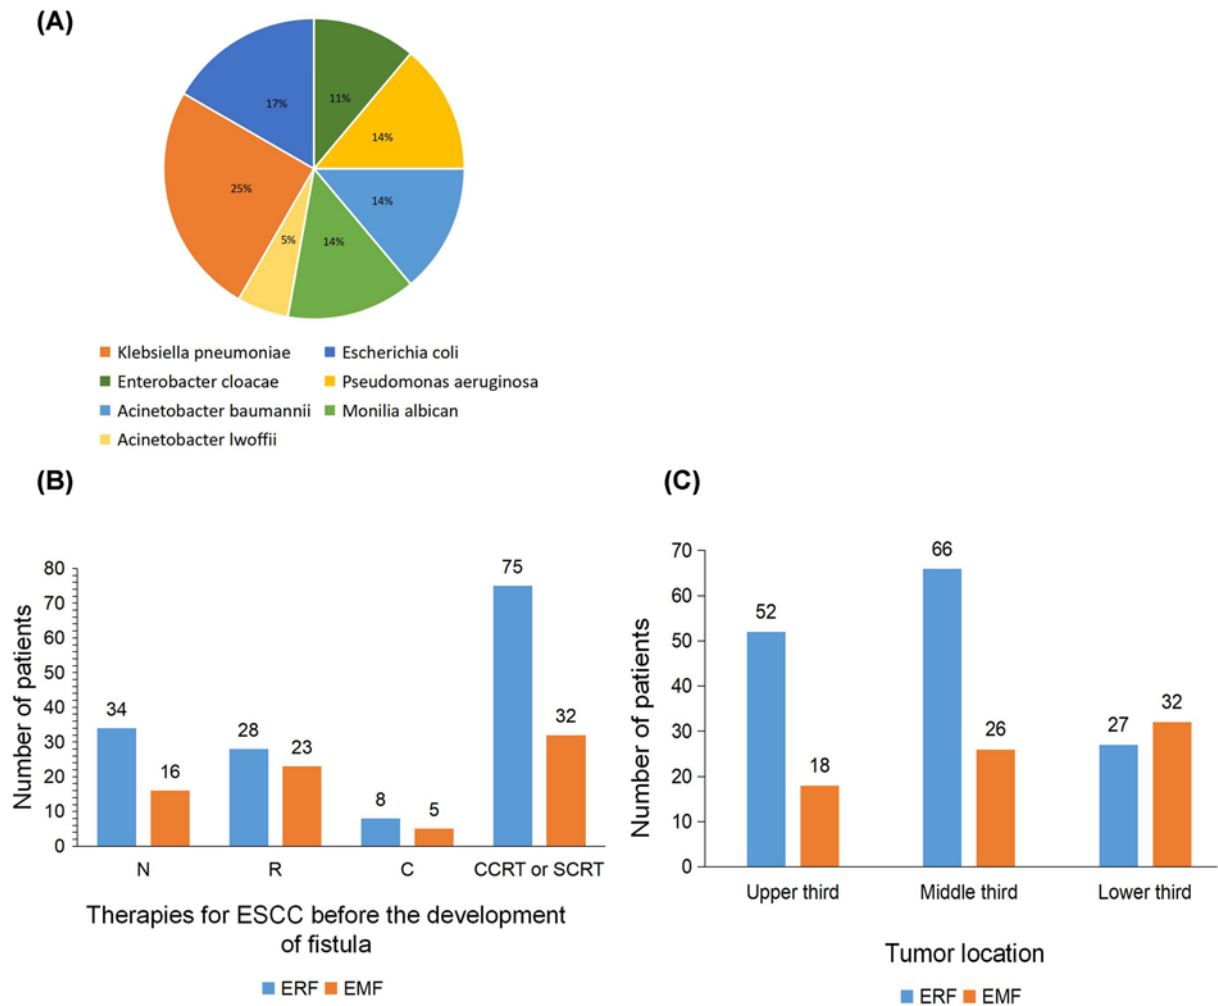 (A)
17%
11%
14%
25%
14%
5%
14%
Klebsiella pneumoniae
Escherichia coli
Enterobacter cloacae
Pseudomonas aeruginosa
Acinetobacter baumannii
Monilia albican
Acinetobacter lwoffii
(B)
Number of patients
80
70
60
50
40
30
20
10
0
34
16
28
23
8
5
75
32
N
R
C
CCRT or SCRT
Therapies for ESCC before the development
of fistula
ERF
EMF
(C)
Number of patients
70
60
50
40
30
20
10
0
52
18
66
26
27
32
Upper third
Middle third
Lower third
Tumor location
ERF
EMF